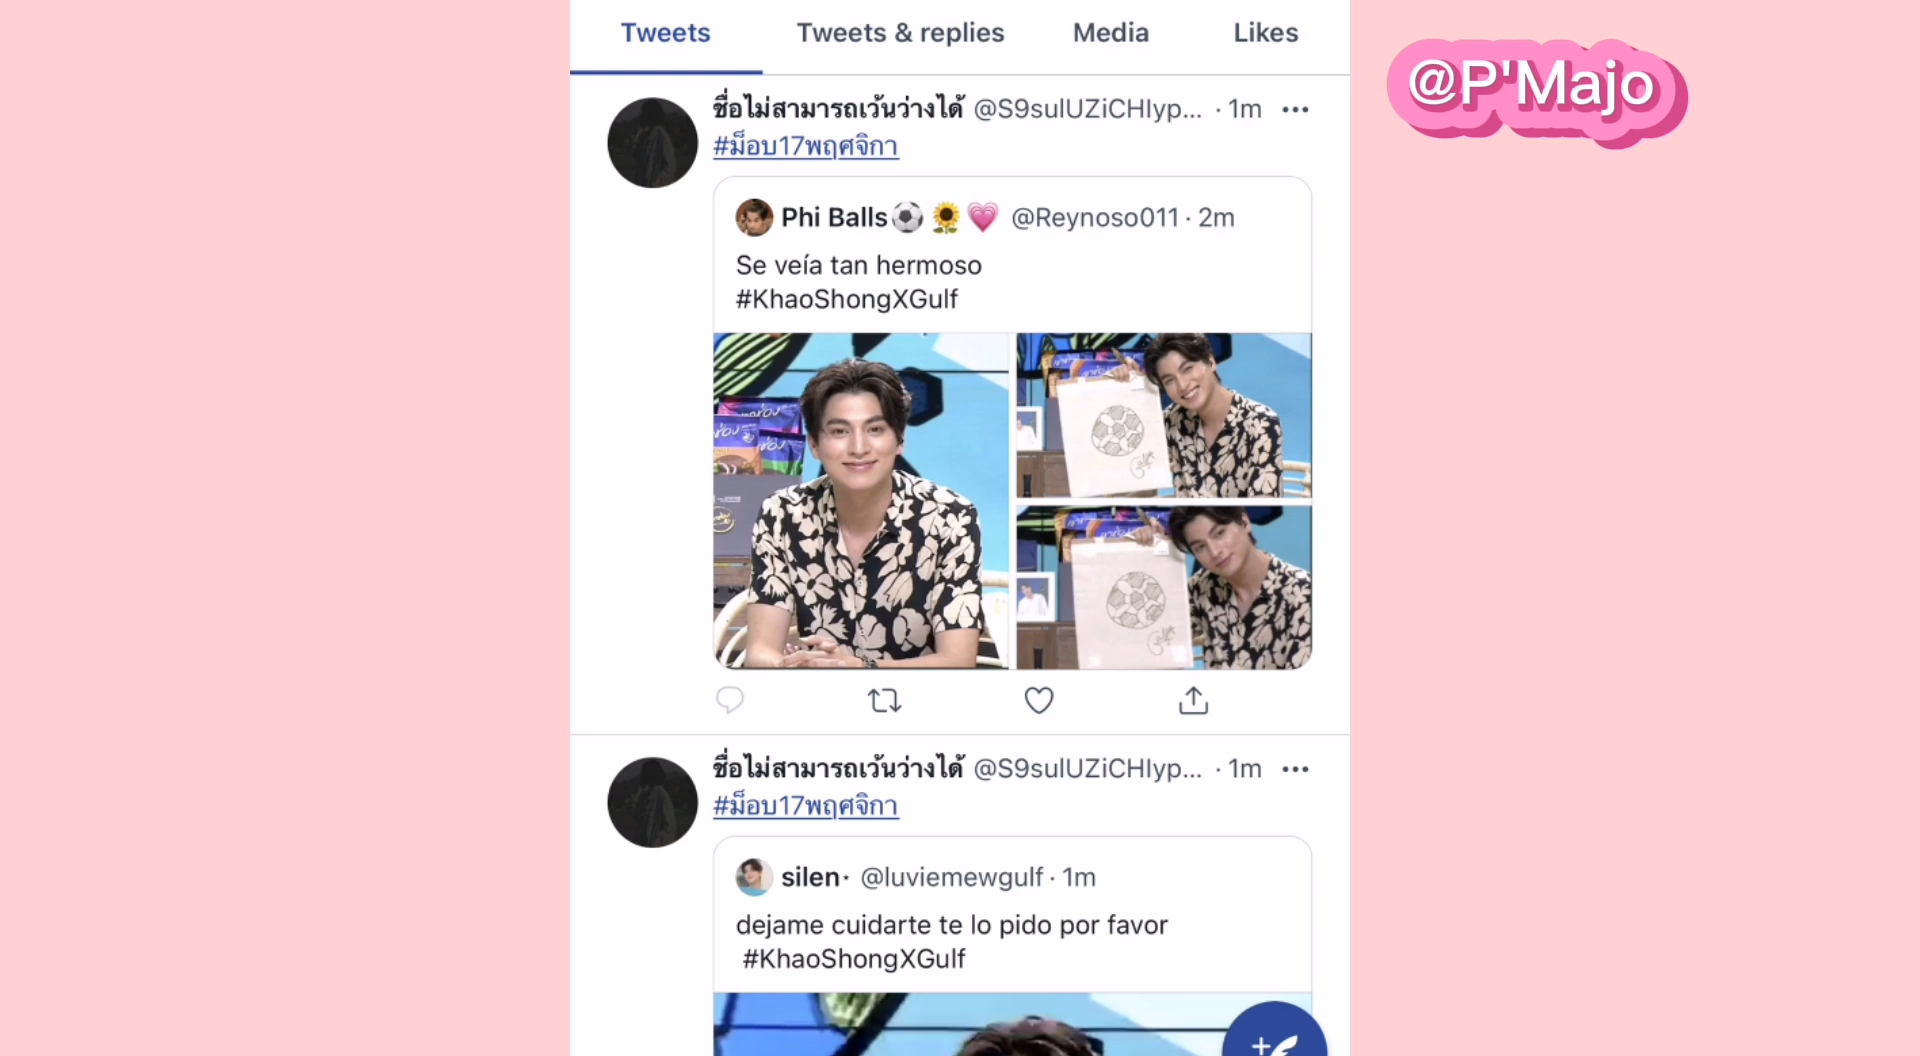 Tweets Tweets & replies Media Likes
@P'Majo
ชื่อไม่สามารถเว้นว่างได้ @S9sulUZiCHlyp... · 1m
#ม็อบ17พฤศจิกา
Phi Balls⚽🌻💗 @Reynoso011 · 2m
Se veía tan hermoso
#KhaoShongXGulf
ชื่อไม่สามารถเว้นว่างได้ @S9sulUZiCHlyp... · 1m
#ม็อบ17พฤศจิกา
silen· @luviemewgulf · 1m
dejame cuidarte te lo pido por favor
#KhaoShongXGulf